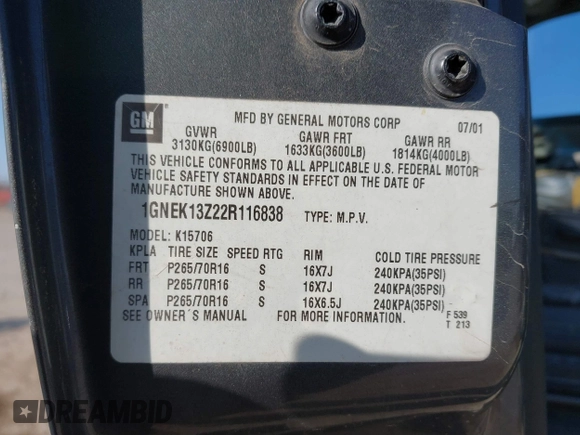 GM
MFD BY GENERAL MOTORS CORP 07/01
GVWR GAWR FRT GAWR RR
3130KG(6900LB) 1633KG(3600LB) 1814KG(4000LB)
THIS VEHICLE CONFORMS TO ALL APPLICABLE U.S. FEDERAL MOTOR
VEHICLE SAFETY STANDARDS IN EFFECT ON THE DATE OF
MANUFACTURE SHOWN ABOVE.
1GNEK13Z22R116838 TYPE: M.P.V.
MODEL: K15706
KPLA TIRE SIZE SPEED RTG RIM COLD TIRE PRESSURE
FRT P265/70R16 S 16X7J 240KPA(35PSI)
RR P265/70R16 S 16X7J 240KPA(35PSI)
SPA P265/70R16 S 16X6.5J 240KPA(35PSI)
SEE OWNER'S MANUAL FOR MORE INFORMATION. F 539
T 213
DREAMBID